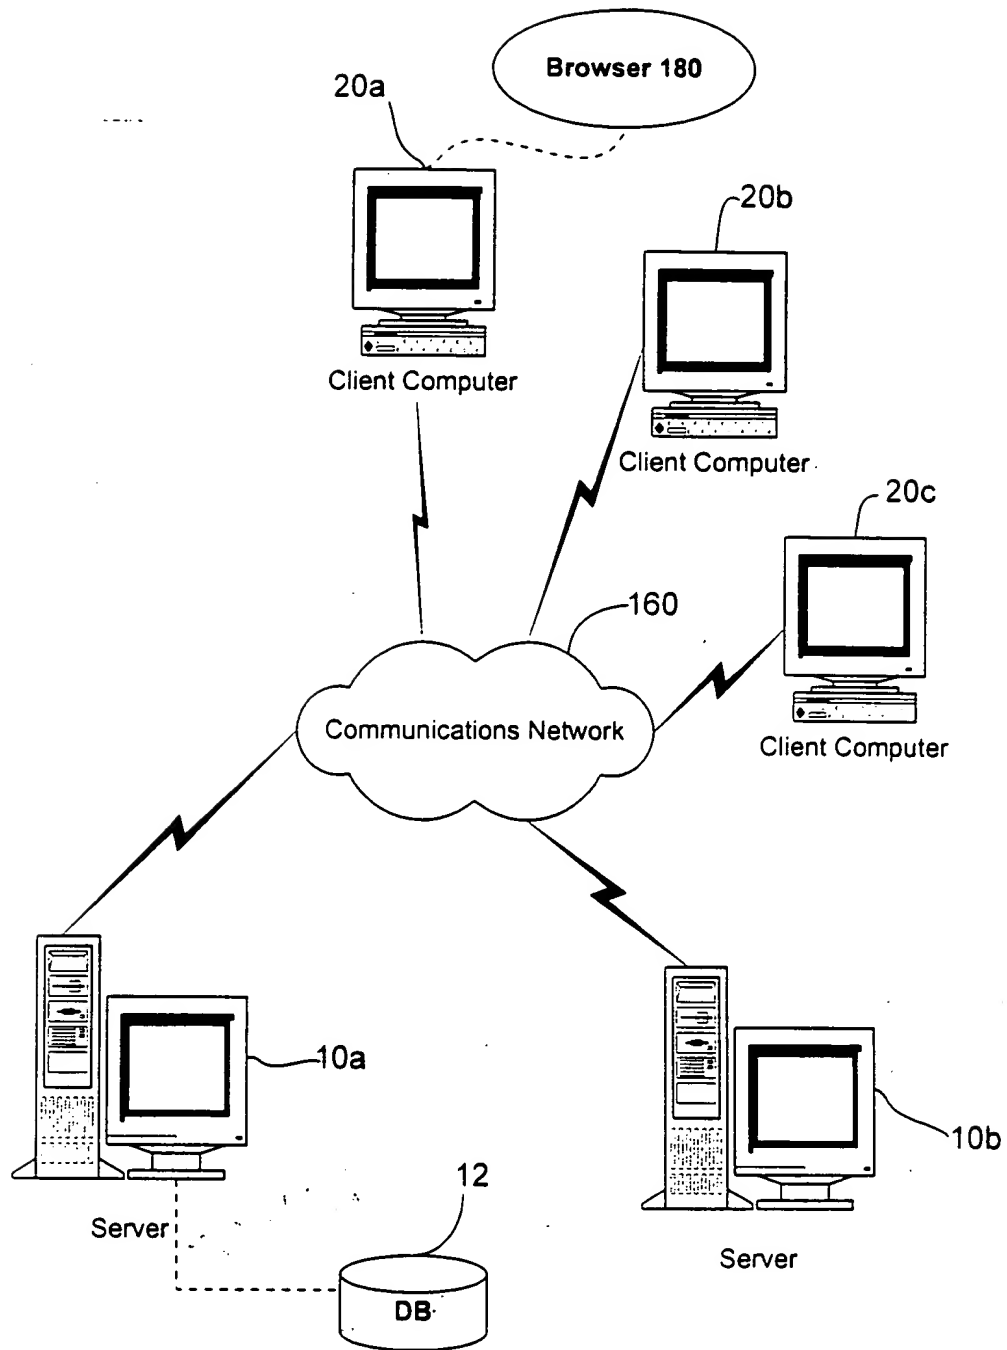 Browser 180
20a
20b
Client Computer
Client Computer
20c
160
Communications Network
Client Computer
10a
10b
12
Server
Server
DB